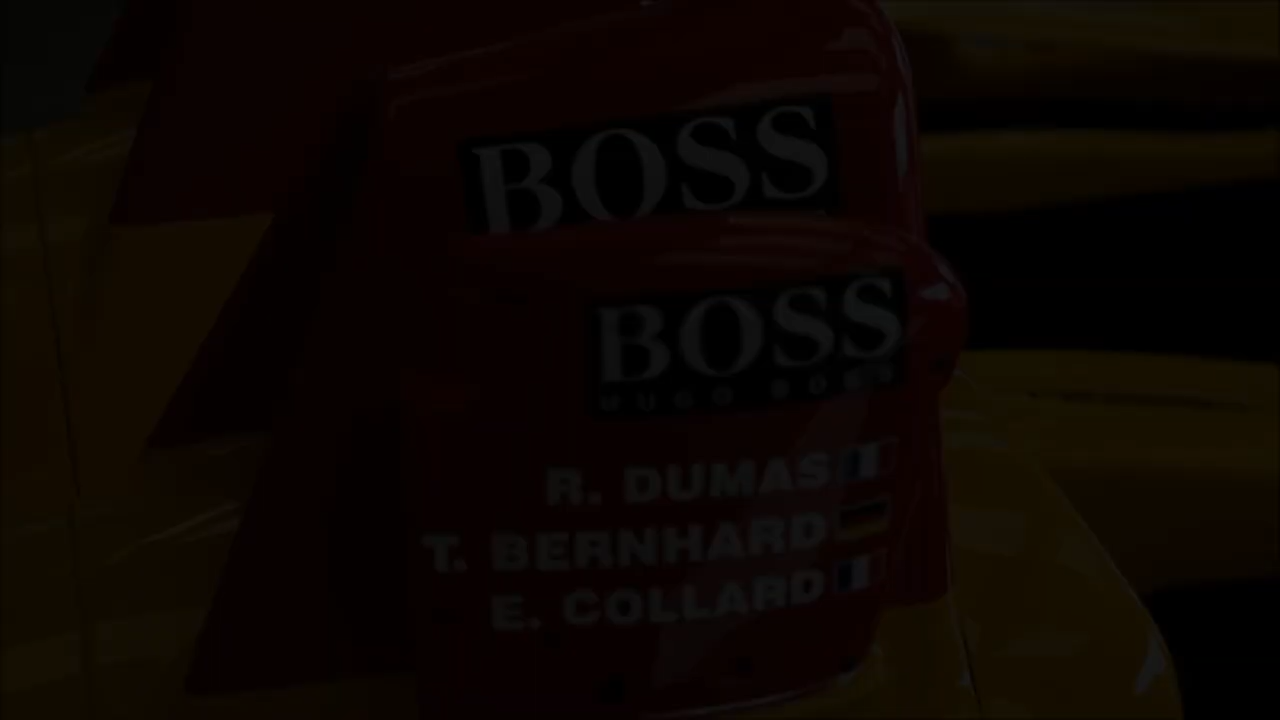 BOSS
BOSS
HUGO BOSS
R. DUMAS
T. BERNHARD
E. COLLARD